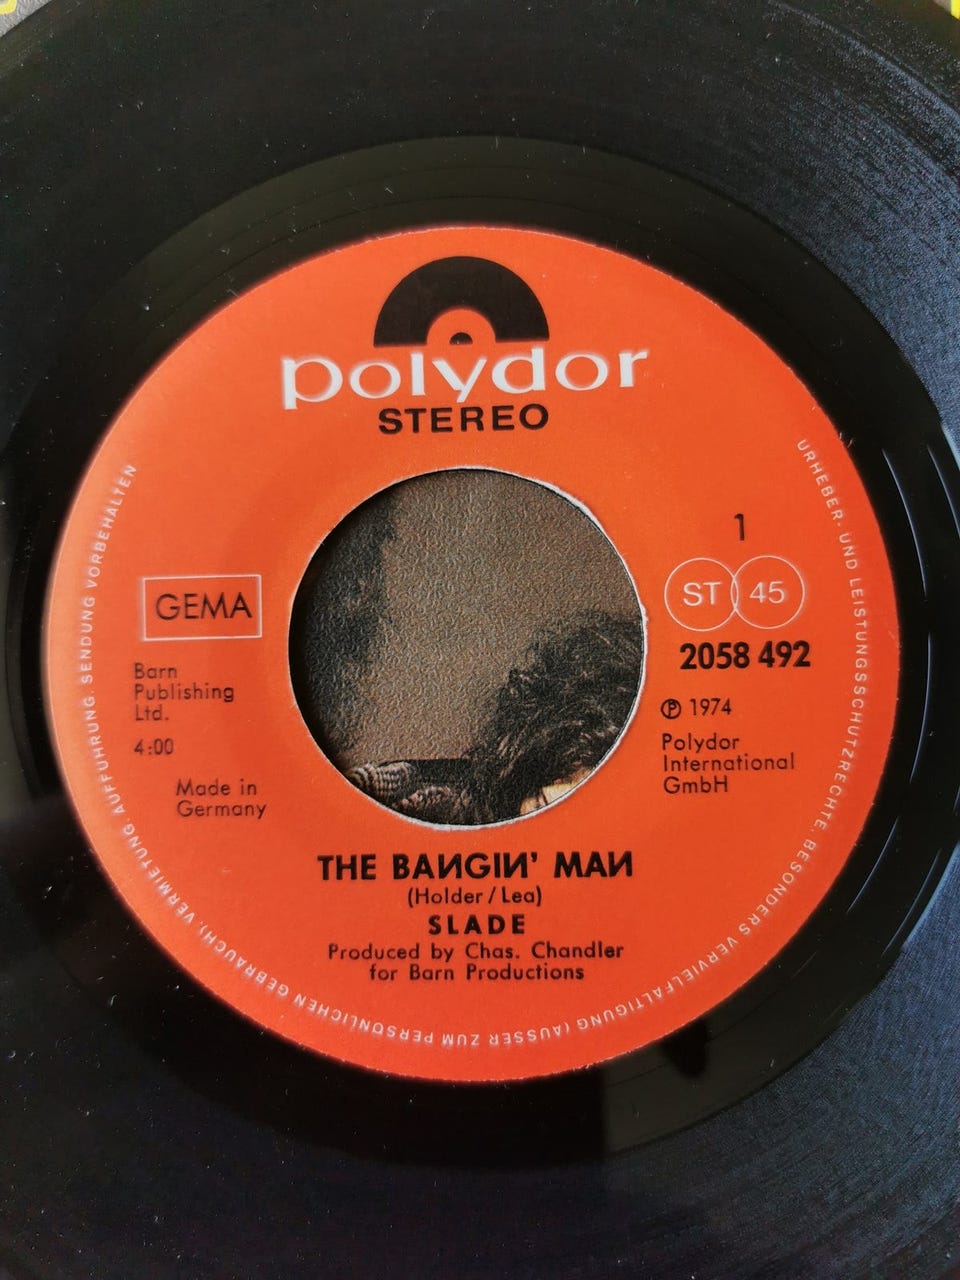 polydor
STEREO
GEMA
Barn
Publishing
Ltd.
4:00
Made in
Germany
1
ST 45
2058 492
℗ 1974
Polydor
International
GmbH
THE BAИGIИ' MAИ
(Holder / Lea)
SLADE
Produced by Chas. Chandler
for Barn Productions
URHEBER- UND LEISTUNGSSCHUTZRECHTE, BESONDERS VERVIELFÄLTIGUNG (AUSSER ZUM PERSÖNLICHEN GEBRAUCH), VERMIETUNG, AUFFÜHRUNG, SENDUNG VORBEHALTEN